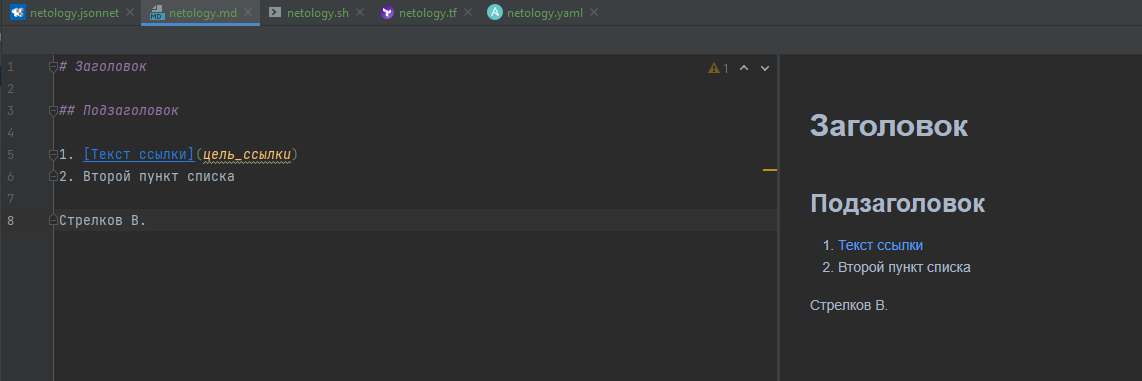 netology.jsonnet netology.md netology.sh netology.tf netology.yaml
1 # Заголовок
2
3 ## Подзаголовок
4
5 1. [Текст ссылки](цель_ссылки)
6 2. Второй пункт списка
7
8 Стрелков В.
1
Заголовок
Подзаголовок
1. Текст ссылки
2. Второй пункт списка
Стрелков В.